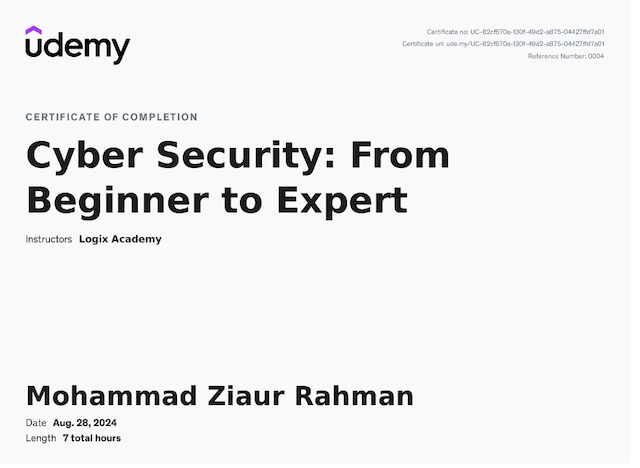 udemy
Certificate no: UC-82cf570a-130f-49d2-a875-04427ffd7a01
Certificate url: ude.my/UC-82cf570a-130f-49d2-a875-04427ffd7a01
Reference Number: 0004
CERTIFICATE OF COMPLETION
Cyber Security: From
Beginner to Expert
Instructors Logix Academy
Mohammad Ziaur Rahman
Date Aug. 28, 2024
Length 7 total hours